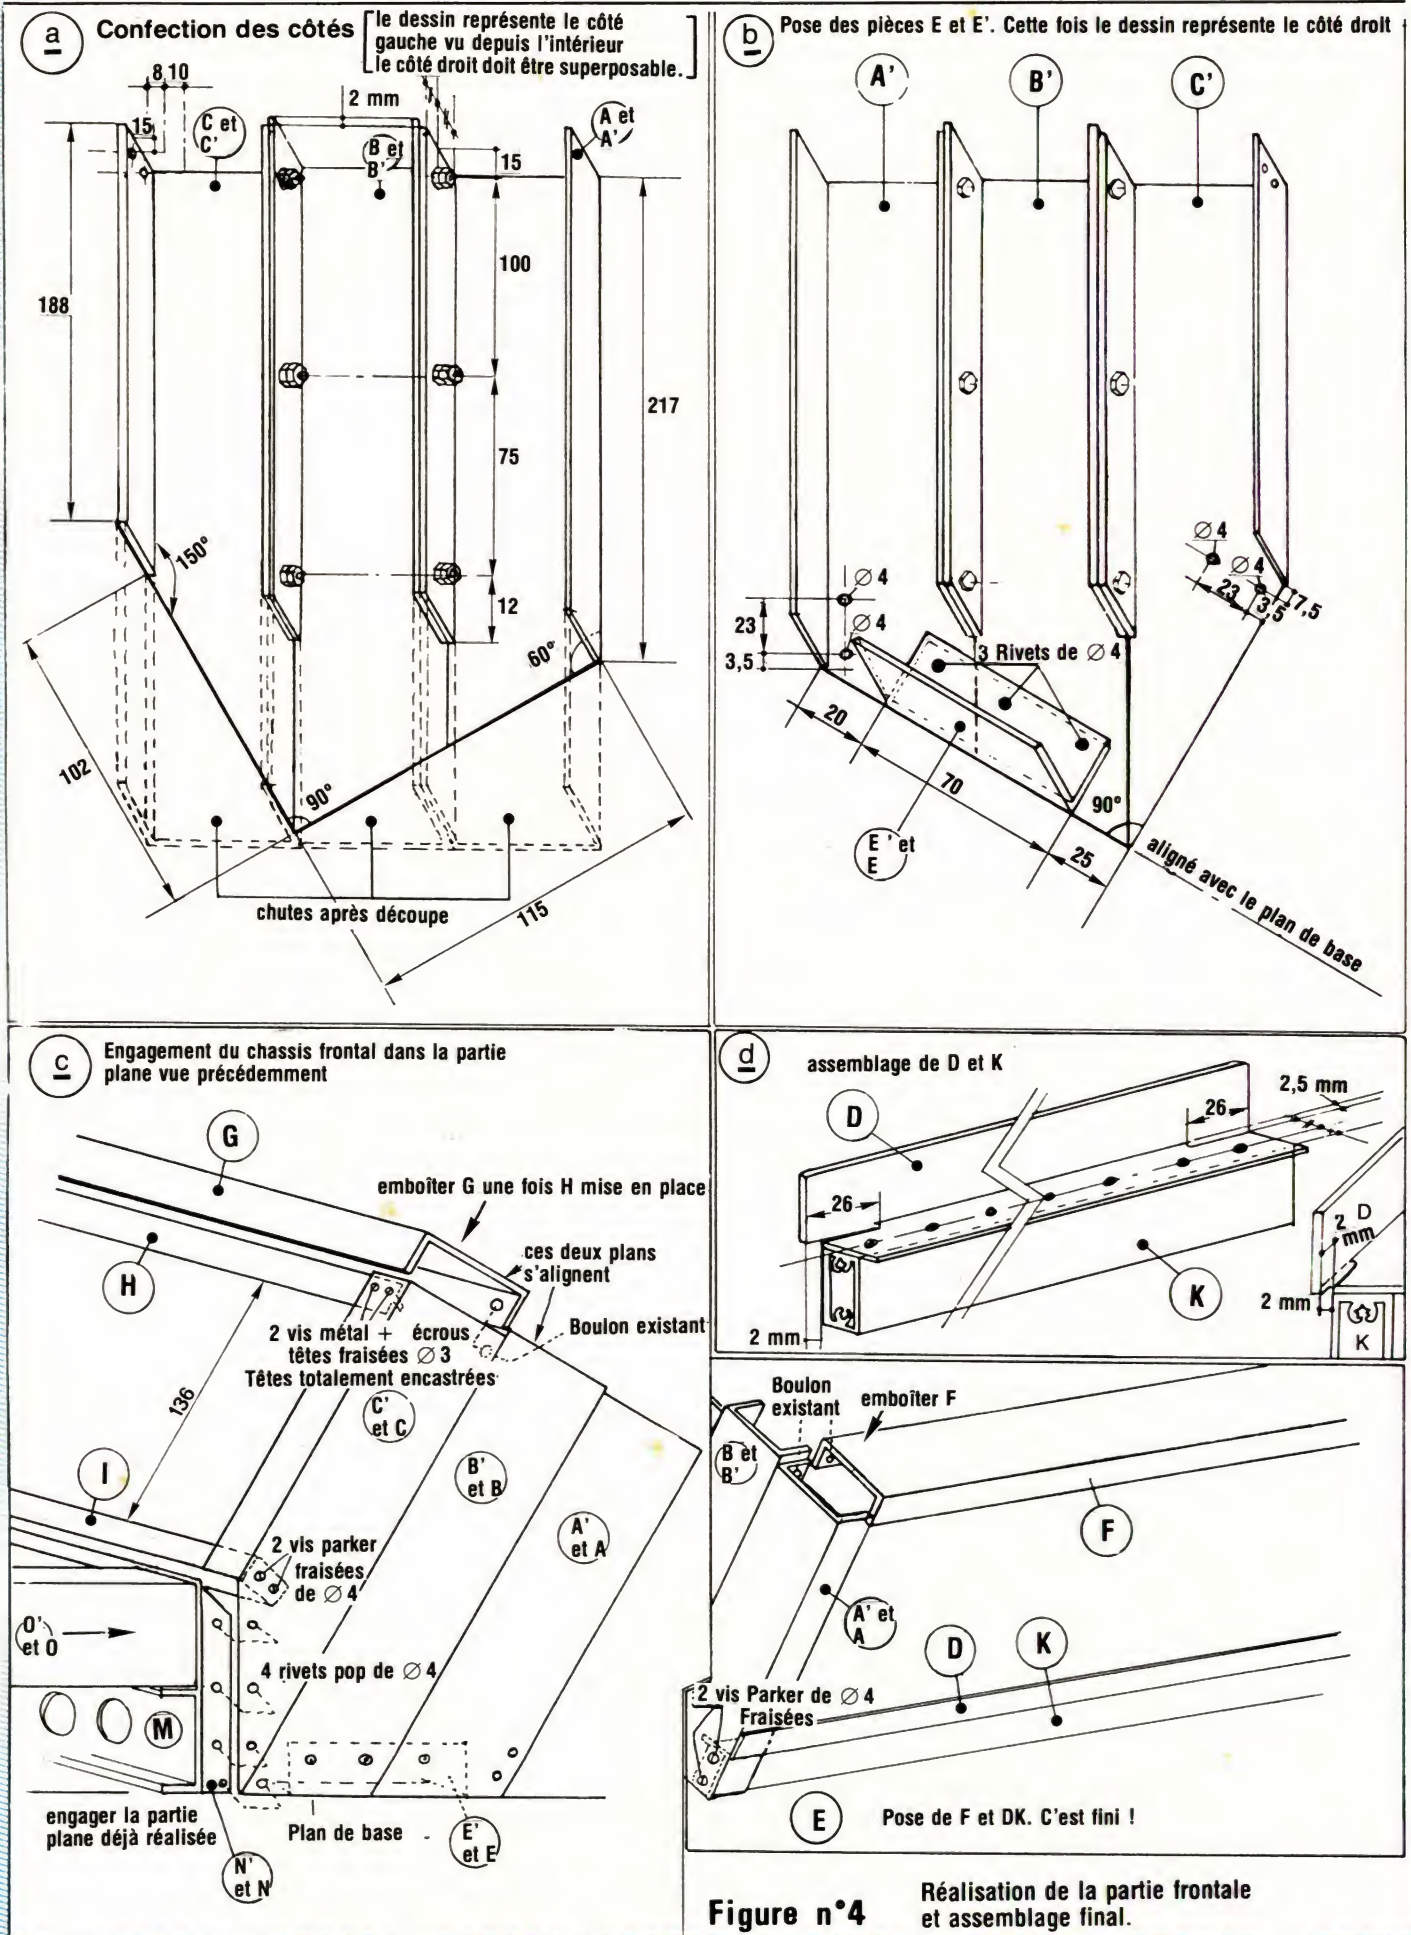 a
Confection des côtés
le dessin représente le côté
gauche vu depuis l'intérieur
le côté droit doit être superposable.
8 10
2 mm
15
C et
C'
B et
B'
A et
A'
15
100
188
217
75
150°
12
60°
102
90°
chutes après découpe
115
b
Pose des pièces E et E'. Cette fois le dessin représente le côté droit
A'
B'
C'
Ø 4
Ø 4
23
3,5
7,5
Ø 4
Ø 4
23
3,5
3 Rivets de Ø 4
20
70
90°
25
E' et
E
aligné avec le plan de base
c
Engagement du chassis frontal dans la partie
plane vue précédemment
G
emboîter G une fois H mise en place
H
ces deux plans
s'alignent
2 vis métal + écrous
têtes fraisées Ø 3
Têtes totalement encastrées
Boulon existant
136
C'
et C
B'
et B
A'
et A
I
2 vis parker
fraisées
de Ø 4
O'
et O
4 rivets pop de Ø 4
M
engager la partie
plane déjà réalisée
Plan de base
N'
et N
E'
et E
d
assemblage de D et K
2,5 mm
D
26
26
D
2
mm
K
2 mm
2 mm
K
Boulon
existant
emboîter F
B et
B'
F
A' et
A
D
K
2 vis Parker de Ø 4
Fraisées
E
Pose de F et DK. C'est fini !
Figure n°4
Réalisation de la partie frontale
et assemblage final.